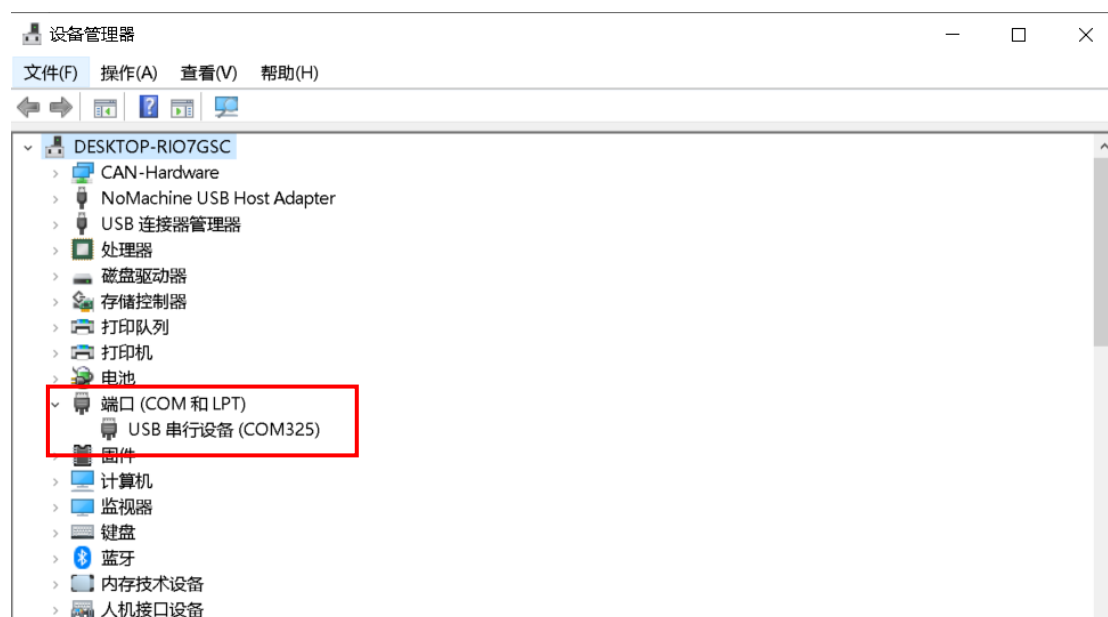 设备管理器
文件(F) 操作(A) 查看(V) 帮助(H)
DESKTOP-RIO7GSC
CAN-Hardware
NoMachine USB Host Adapter
USB 连接器管理器
处理器
磁盘驱动器
存储控制器
打印队列
打印机
电池
端口 (COM 和 LPT)
USB 串行设备 (COM325)
固件
计算机
监视器
键盘
蓝牙
内存技术设备
人机接口设备